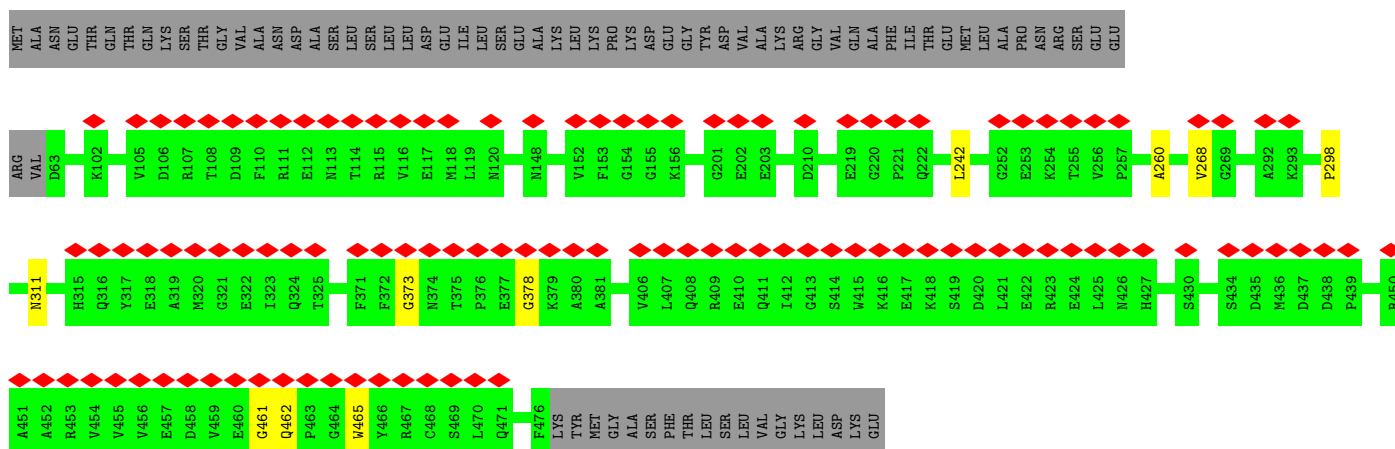 MET ALA ASN GLU THR GLN THR GLN LYS SER THR GLY VAL ALA ASN ASP ALA SER LEU SER LEU LEU ASP GLU ILE LEU SER GLU ALA LYS LEU LYS PRO LYS ASP GLU GLY TYR ASP VAL ALA LYS ARG GLY VAL GLN ALA PHE ILE THR GLU MET LEU ALA PRO ASN ARG SER GLU GLU
ARG VAL D63 K102 V105 D106 R107 T108 D109 F110 R111 E112 N113 T114 R115 V116 E117 M118 L119 N120 N148 V152 F153 G154 G155 K156 G201 E202 E203 D210 E219 G220 P221 Q222 L242 G252 E253 K254 T255 V256 P257 A260 V268 G269 A292 K293 P298
N311 H315 Q316 Y317 E318 A319 M320 G321 E322 I323 Q324 T325 F371 F372 G373 N374 T375 P376 E377 G378 K379 A380 A381 V406 L407 Q408 R409 E410 Q411 I412 G413 S414 W415 K416 E417 K418 S419 D420 L421 E422 R423 E424 L425 N426 H427 S430 S434 D435 M436 D437 D438 P439
A451 A452 R453 V454 V455 V456 E457 D458 V459 E460 G461 Q462 P463 G464 W465 Y466 R467 C468 S469 L470 Q471 F476 LYS TYR MET GLY ALA SER PHE THR LEU SER LEU VAL GLY LYS LEU ASP LYS GLU